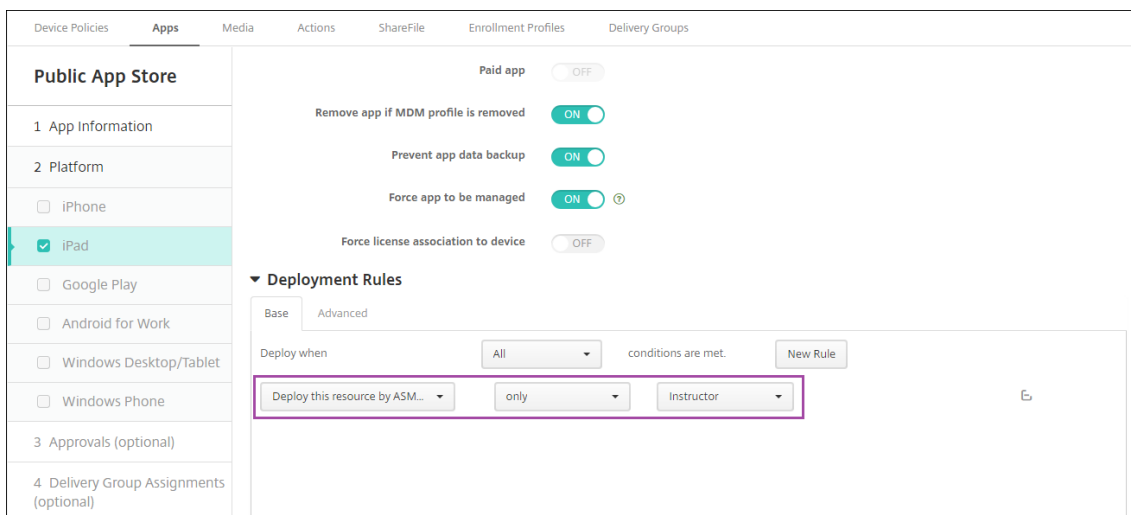 Device Policies Apps Media Actions ShareFile Enrollment Profiles Delivery Groups
Public App Store
1 App Information
2 Platform
iPhone
iPad
Google Play
Android for Work
Windows Desktop/Tablet
Windows Phone
3 Approvals (optional)
4 Delivery Group Assignments
(optional)
Paid app OFF
Remove app if MDM profile is removed ON
Prevent app data backup ON
Force app to be managed ON ?
Force license association to device OFF
Deployment Rules
Base Advanced
Deploy when All conditions are met. New Rule
Deploy this resource by ASM... only Instructor